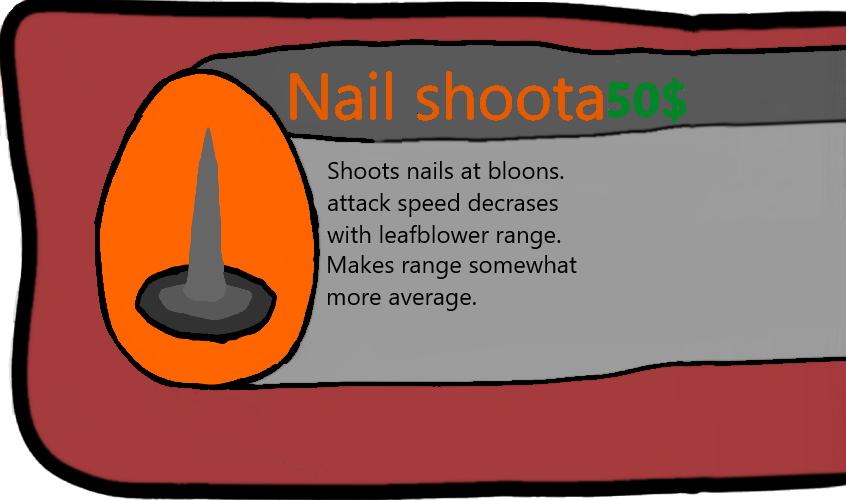 Nail shoota50$
Shoots nails at bloons.
attack speed decrases
with leafblower range.
Makes range somewhat
more average.